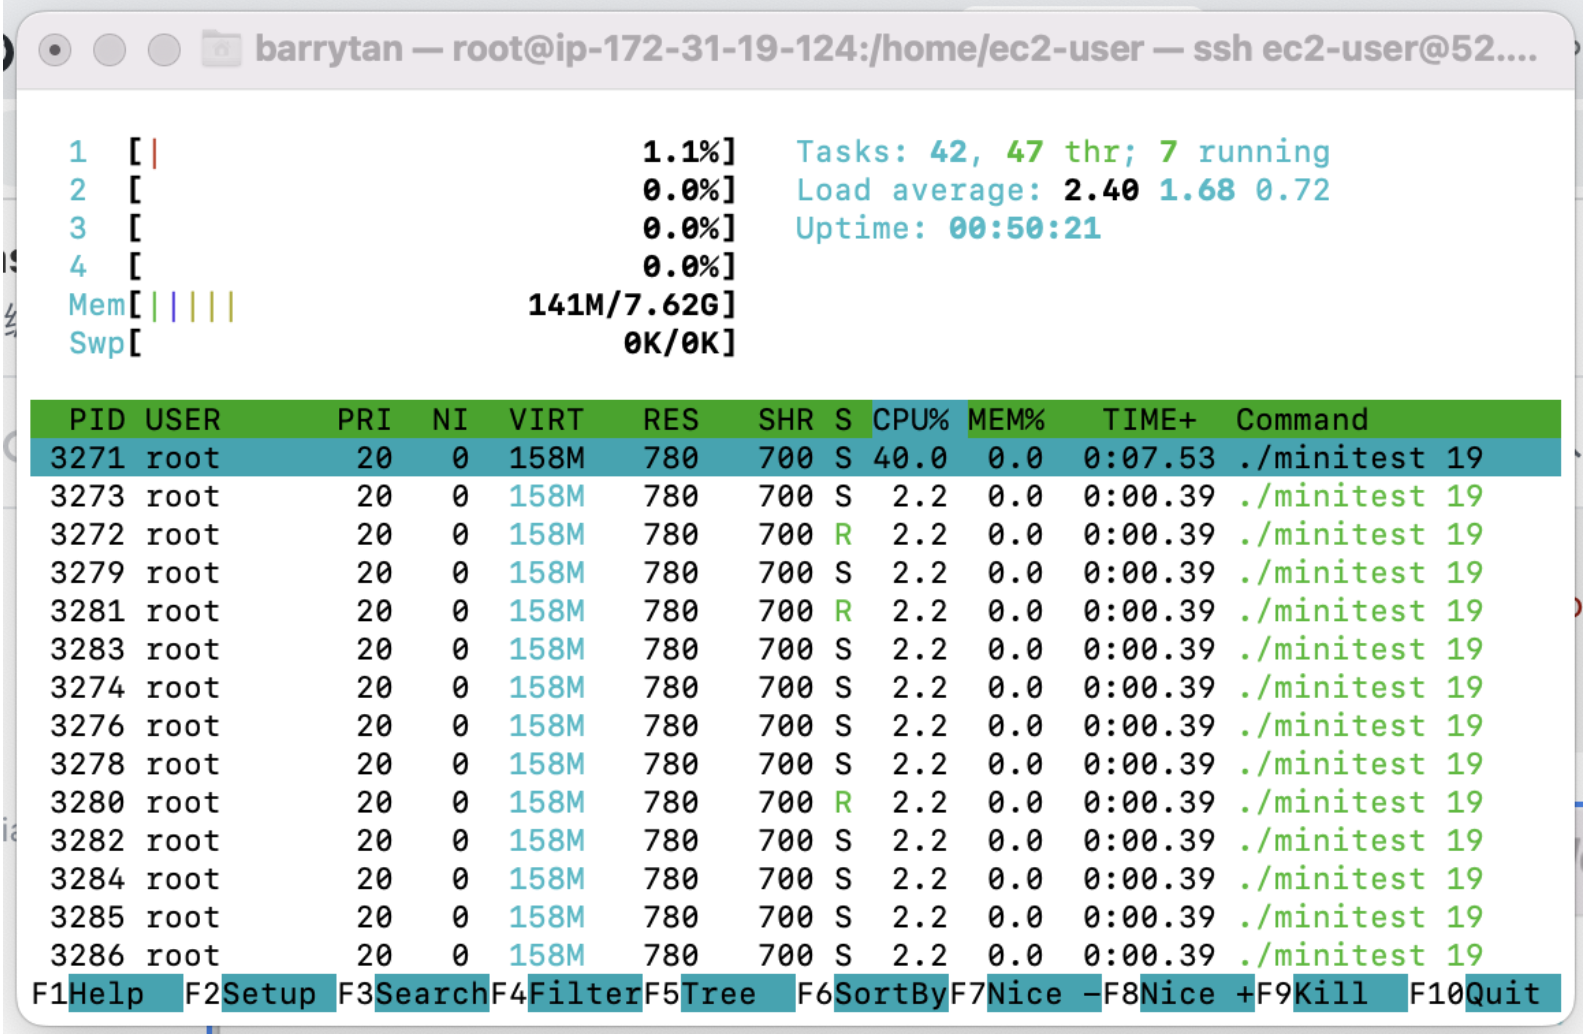 barrytan — root@ip-172-31-19-124:/home/ec2-user — ssh ec2-user@52....
1 [| 1.1%] Tasks: 42, 47 thr; 7 running
2 [ 0.0%] Load average: 2.40 1.68 0.72
3 [ 0.0%] Uptime: 00:50:21
4 [ 0.0%]
Mem[||||| 141M/7.62G]
Swp[ 0K/0K]
PID USER PRI NI VIRT RES SHR S CPU% MEM% TIME+ Command
3271 root 20 0 158M 780 700 S 40.0 0.0 0:07.53 ./minitest 19
3273 root 20 0 158M 780 700 S 2.2 0.0 0:00.39 ./minitest 19
3272 root 20 0 158M 780 700 R 2.2 0.0 0:00.39 ./minitest 19
3279 root 20 0 158M 780 700 S 2.2 0.0 0:00.39 ./minitest 19
3281 root 20 0 158M 780 700 R 2.2 0.0 0:00.39 ./minitest 19
3283 root 20 0 158M 780 700 S 2.2 0.0 0:00.39 ./minitest 19
3274 root 20 0 158M 780 700 S 2.2 0.0 0:00.39 ./minitest 19
3276 root 20 0 158M 780 700 S 2.2 0.0 0:00.39 ./minitest 19
3278 root 20 0 158M 780 700 S 2.2 0.0 0:00.39 ./minitest 19
3280 root 20 0 158M 780 700 R 2.2 0.0 0:00.39 ./minitest 19
3282 root 20 0 158M 780 700 S 2.2 0.0 0:00.39 ./minitest 19
3284 root 20 0 158M 780 700 S 2.2 0.0 0:00.39 ./minitest 19
3285 root 20 0 158M 780 700 S 2.2 0.0 0:00.39 ./minitest 19
3286 root 20 0 158M 780 700 S 2.2 0.0 0:00.39 ./minitest 19
F1Help F2Setup F3SearchF4FilterF5Tree F6SortByF7Nice -F8Nice +F9Kill F10Quit